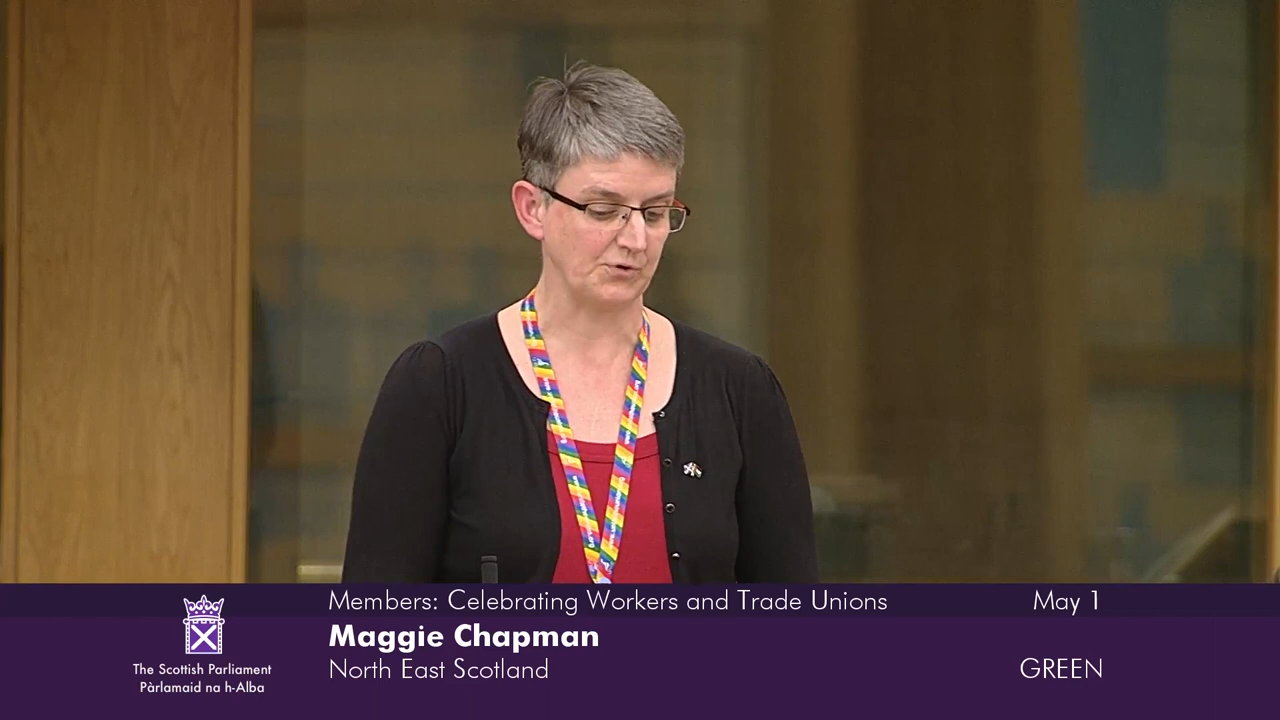 Members: Celebrating Workers and Trade Unions May 1
Maggie Chapman
North East Scotland GREEN
The Scottish Parliament
Pàrlamaid na h-Alba